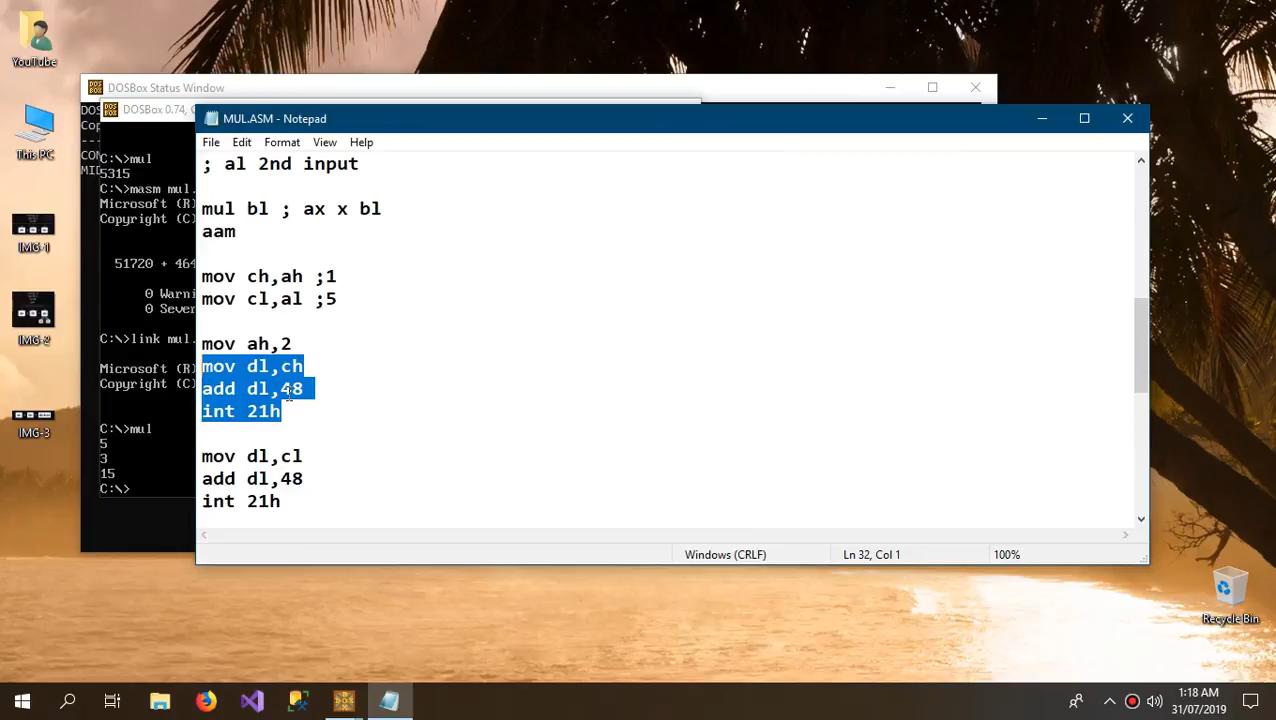 YouTube
This PC
IMG-1
IMG-2
IMG-3
Recycle Bin
DOSBox Status Window
DOSBox 0.74,
C:\>mul
5315
C:\>masm mul.
Microsoft (R)
Copyright (C)
51720 + 464
0 Warni
0 Seve
C:\>link mul.
Microsoft (R)
Copyright (C)
C:\>mul
5
3
15
C:\>
MUL.ASM - Notepad
File Edit Format View Help
; al 2nd input
mul bl ; ax x bl
aam
mov ch,ah ;1
mov cl,al ;5
mov ah,2
mov dl,ch
add dl,48
int 21h
mov dl,cl
add dl,48
int 21h
Windows (CRLF) Ln 32, Col 1 100%
1:18 AM
31/07/2019